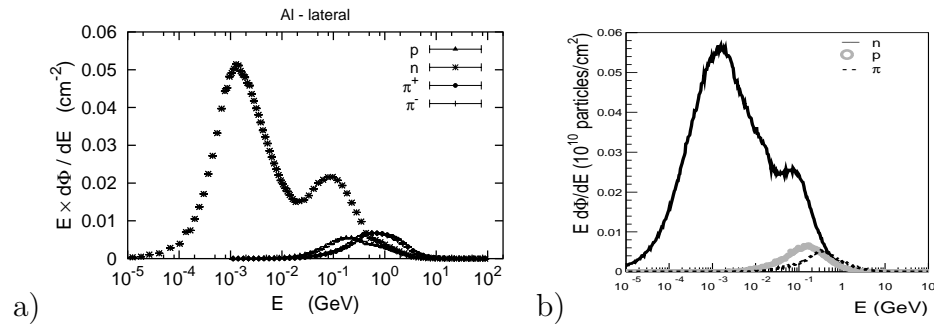 Al - lateral
E × dΦ / dE (cm⁻²)
0.06
0.05
0.04
0.03
0.02
0.01
0
p
n
π⁺
π⁻
10⁻⁵ 10⁻⁴ 10⁻³ 10⁻² 10⁻¹ 10⁰ 10¹ 10²
E (GeV)
a)
E dΦ/dE (10¹⁰ particles/cm²)
0.06
0.05
0.04
0.03
0.02
0.01
0
n
p
π
10⁻⁵ 10⁻⁴ 10⁻³ 10⁻² 10⁻¹ 1 10 10²
E (GeV)
b)